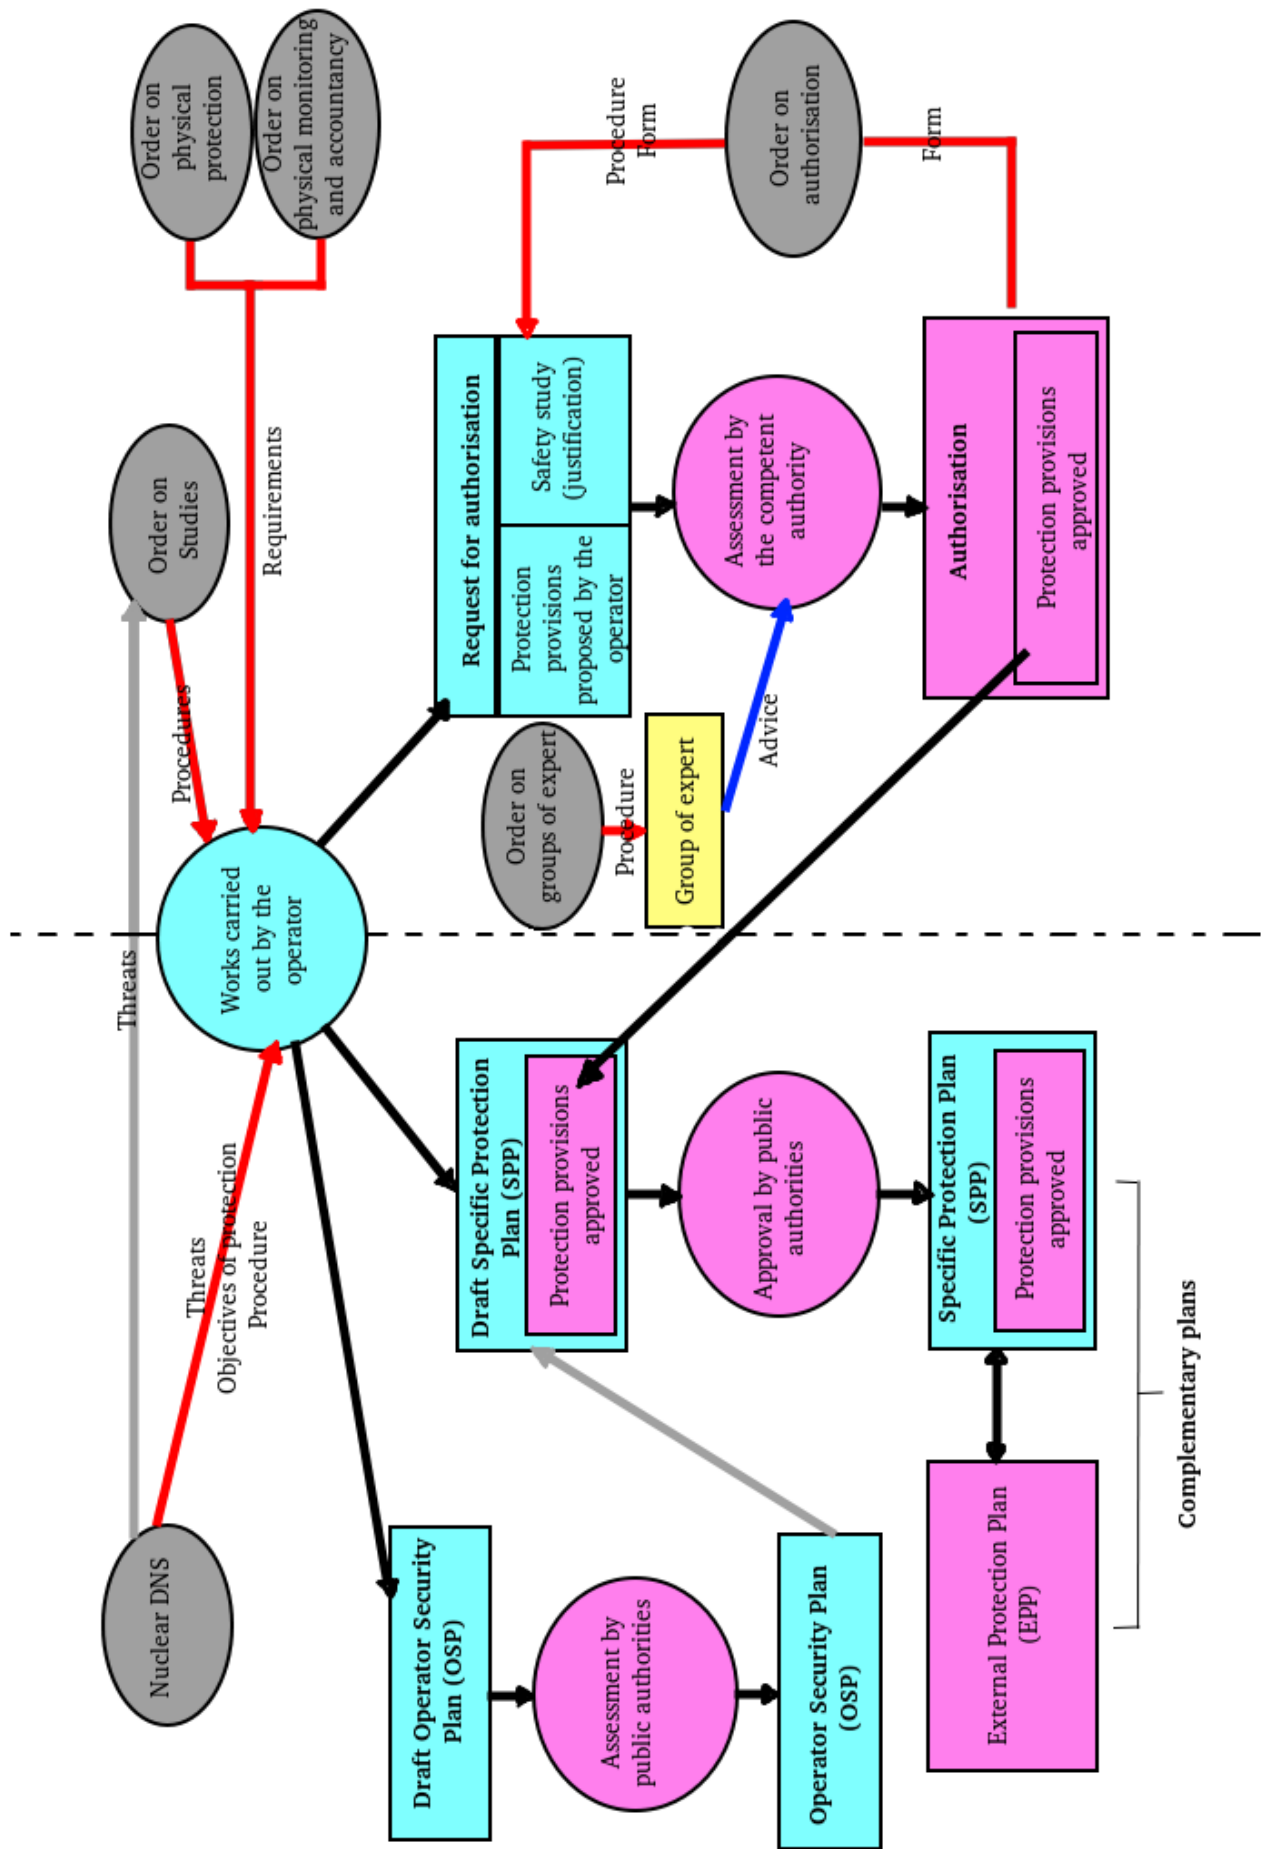 Nuclear DNS
Threats
Threats
Objectives of protection
Procedure
Works carried
out by the
operator
Order on
Studies
Procedures
Requirements
Order on
physical
protection
Order on
physical monitoring
and accountancy
Draft Operator Security
Plan (OSP)
Assessment by
public authorities
Operator Security Plan
(OSP)
Draft Specific Protection
Plan (SPP)
Protection provisions
approved
Approval by public
authorities
Specific Protection Plan
(SPP)
Protection provisions
approved
External Protection Plan
(EPP)
Complementary plans
Order on
groups of expert
Procedure
Group of expert
Advice
Request for authorisation
Protection
provisions
proposed by the
operator
Safety study
(justification)
Assessment by
the competent
authority
Authorisation
Protection provisions
approved
Procedure
Form
Order on
authorisation
Form